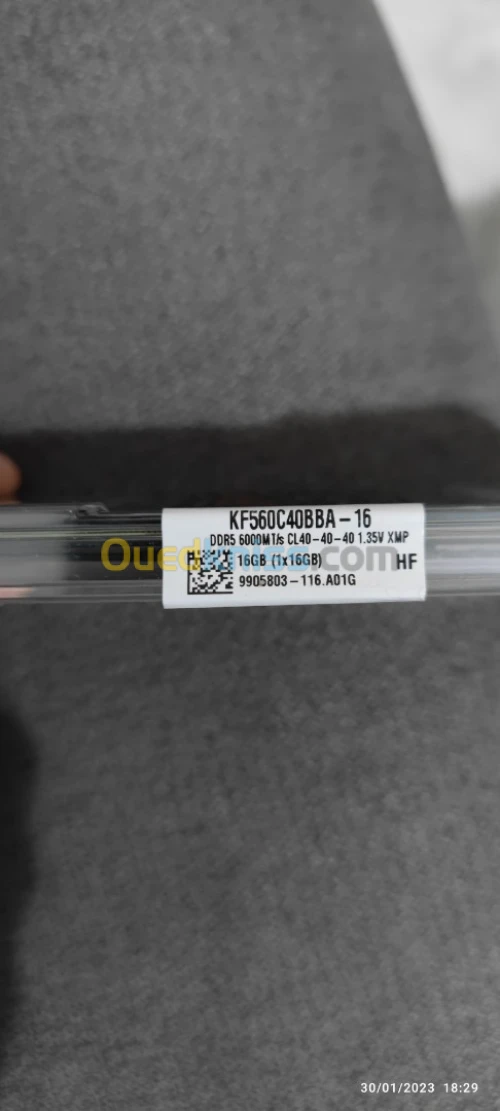 KF560C40BBA-16
DDR5 6000MT/s CL40-40-40 1.35V XMP
16GB (1x16GB)
HF
9905803-116.A01G
Ouedkniss.com
30/01/2023 18:29